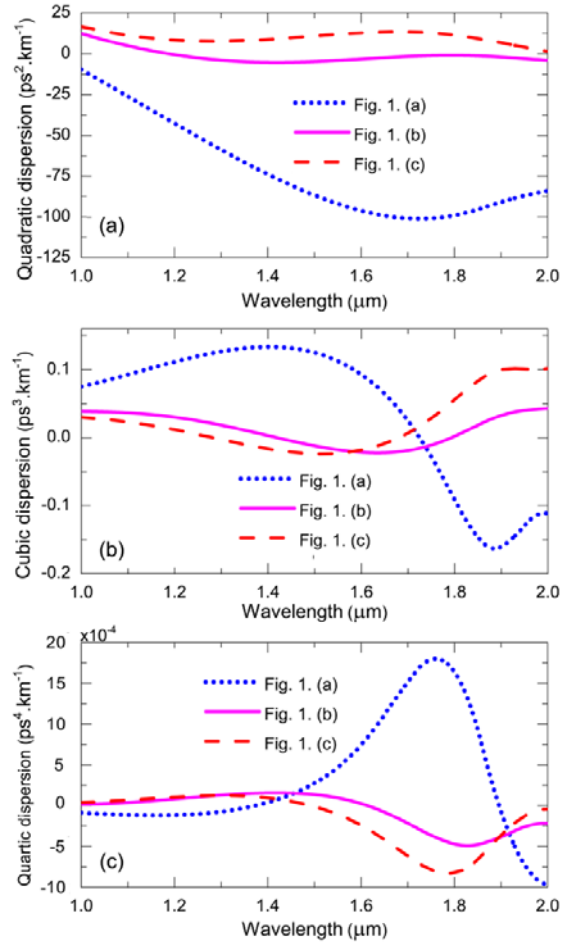 25
0
-25
-50
-75
-100
-125
Quadratic dispersion (ps².km⁻¹)
Fig. 1. (a)
Fig. 1. (b)
Fig. 1. (c)
(a)
1.0 1.2 1.4 1.6 1.8 2.0
Wavelength (μm)
0.1
0.0
-0.1
-0.2
Cubic dispersion (ps³.km⁻¹)
Fig. 1. (a)
Fig. 1. (b)
Fig. 1. (c)
(b)
1.0 1.2 1.4 1.6 1.8 2.0
Wavelength (μm)
x10⁻⁴
20
15
10
5
0
-5
-10
Quartic dispersion (ps⁴.km⁻¹)
Fig. 1. (a)
Fig. 1. (b)
Fig. 1. (c)
(c)
1.0 1.2 1.4 1.6 1.8 2.0
Wavelength (μm)